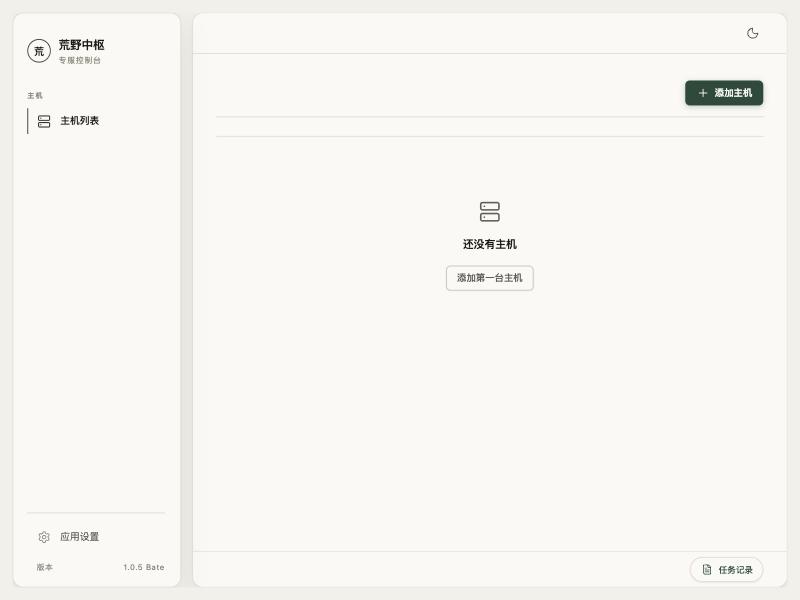 荒
荒野中枢
专服控制台
主机
主机列表
应用设置
版本 1.0.5 Bate
添加主机
还没有主机
添加第一台主机
任务记录